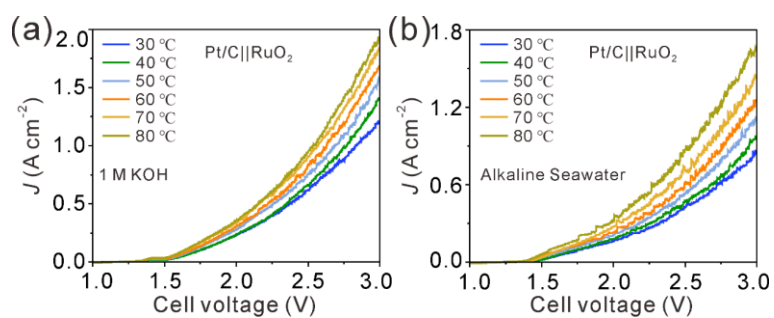 (a)
Pt/C||RuO₂
30 ℃
40 ℃
50 ℃
60 ℃
70 ℃
80 ℃
1 M KOH
J (A cm⁻²)
2.0
1.5
1.0
0.5
0.0
1.0 1.5 2.0 2.5 3.0
Cell voltage (V)
(b)
Pt/C||RuO₂
30 ℃
40 ℃
50 ℃
60 ℃
70 ℃
80 ℃
Alkaline Seawater
J (A cm⁻²)
1.8
1.2
0.6
0.0
1.0 1.5 2.0 2.5 3.0
Cell voltage (V)